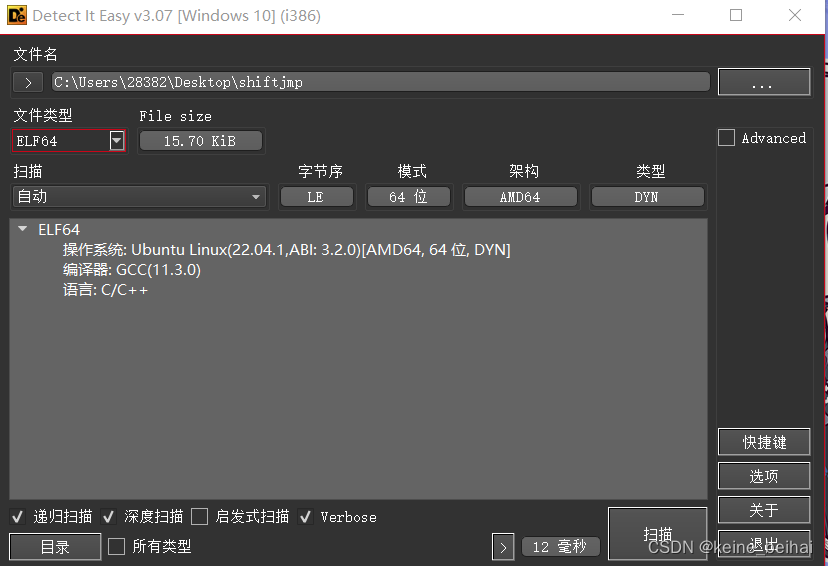 Detect It Easy v3.07 [Windows 10] (i386)
文件名
> C:\Users\28382\Desktop\shiftjmp ...
文件类型 File size
ELF64 15.70 KiB Advanced
扫描 字节序 模式 架构 类型
自动 LE 64 位 AMD64 DYN
ELF64
操作系统: Ubuntu Linux(22.04.1,ABI: 3.2.0)[AMD64, 64 位, DYN]
编译器: GCC(11.3.0)
语言: C/C++
快捷键
选项
关于
递归扫描 深度扫描 启发式扫描 Verbose
目录 所有类型 > 12 毫秒 扫描 退出
CSDN @keine_peihai